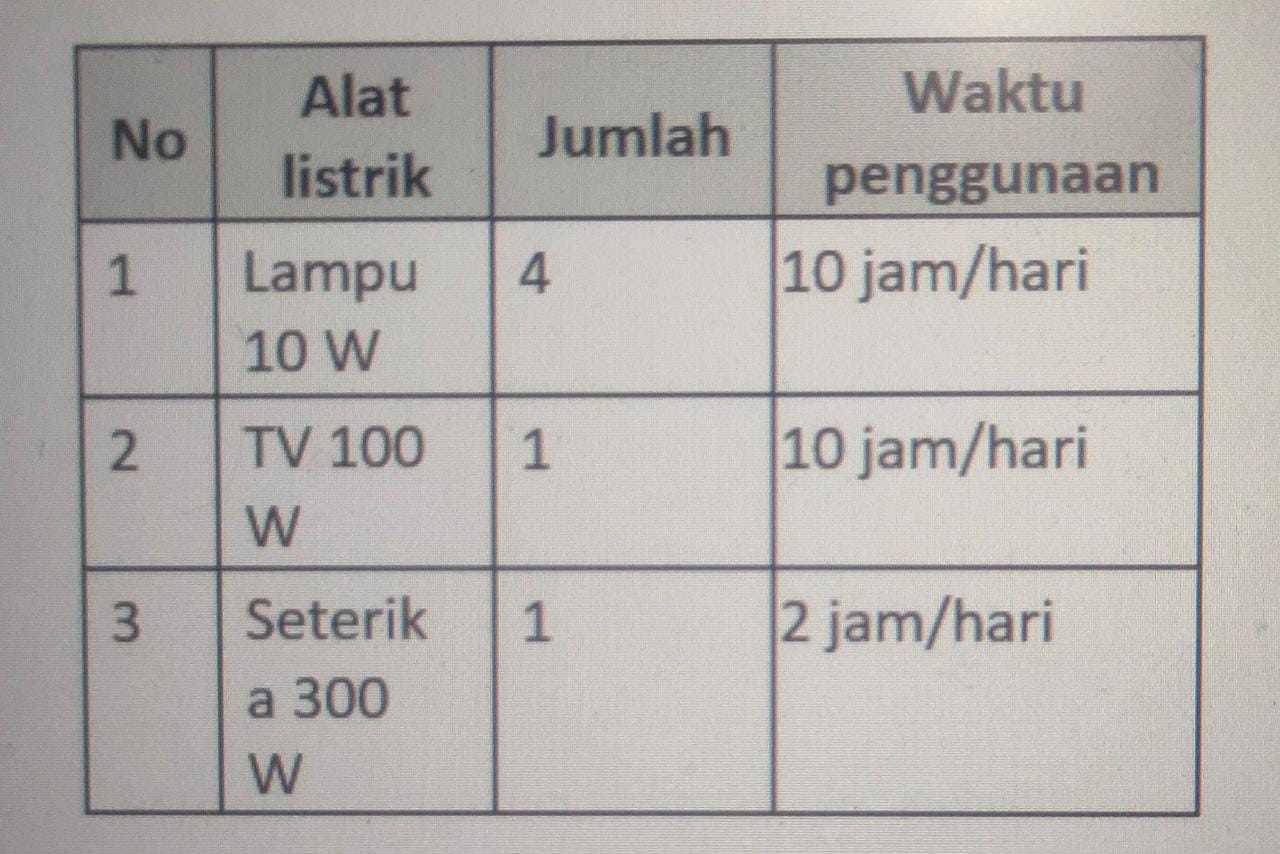 No
Alat
listrik
Jumlah
Waktu
penggunaan
1
Lampu
10 W
4
10 jam/hari
2
TV 100
W
1
10 jam/hari
3
Seterik
a 300
W
1
2 jam/hari